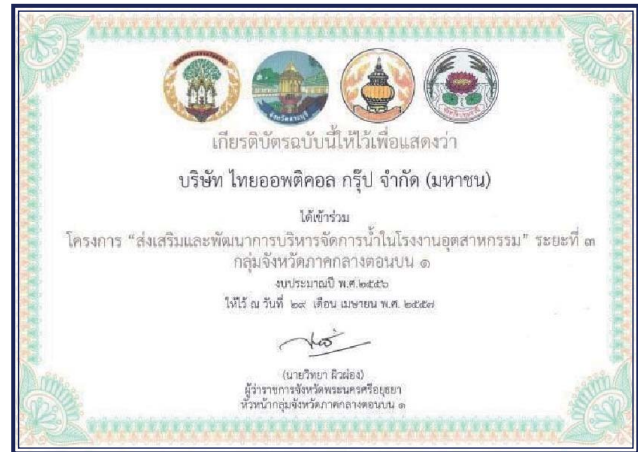 เกียรติบัตรฉบับนี้ให้ไว้เพื่อแสดงว่า
บริษัท ไทยออพติคอล กรุ๊ป จำกัด (มหาชน)
ได้เข้าร่วม
โครงการ “ส่งเสริมและพัฒนาการบริหารจัดการน้ำในโรงงานอุตสาหกรรม” ระยะที่ ๓
กลุ่มจังหวัดภาคกลางตอนบน ๑
งบประมาณปี พ.ศ.๒๕๕๖
ให้ไว้ ณ วันที่ ๒๙ เดือน เมษายน พ.ศ. ๒๕๕๗
(นายวิทยา ผิวผ่อง)
ผู้ว่าราชการจังหวัดพระนครศรีอยุธยา
หัวหน้ากลุ่มจังหวัดภาคกลางตอนบน ๑